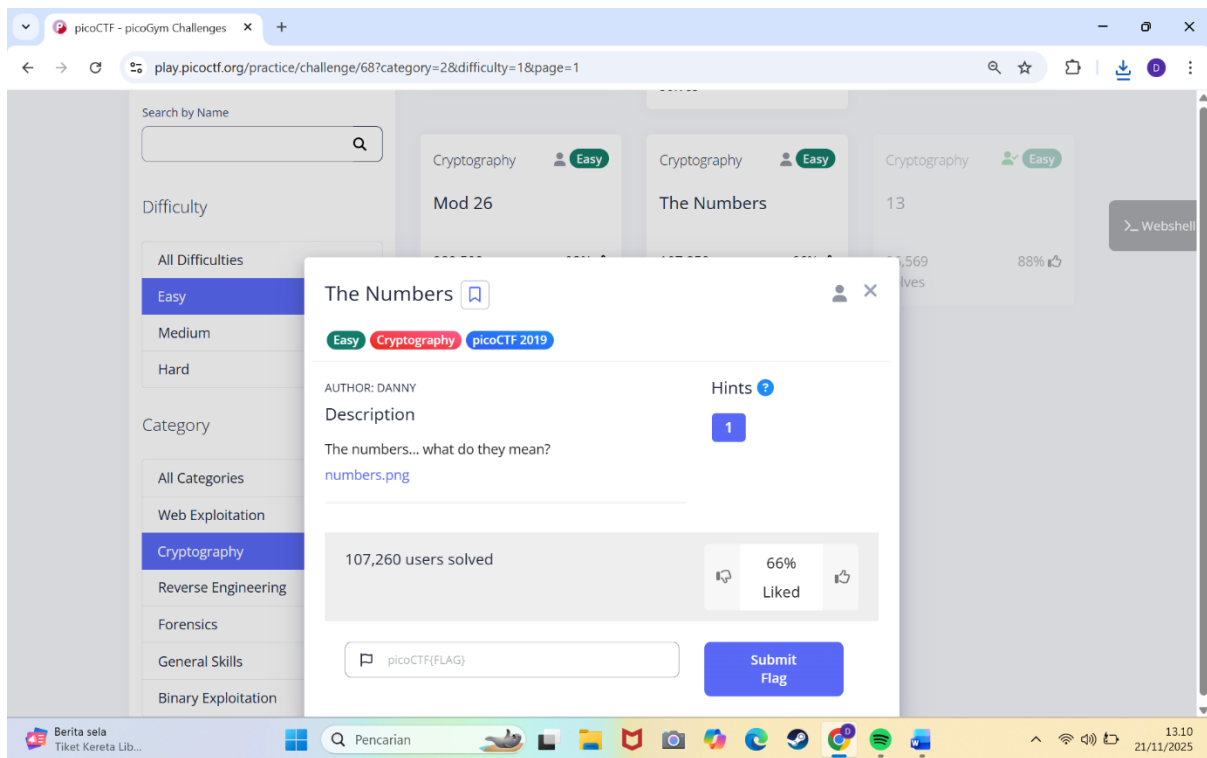 picoCTF - picoGym Challenges
play.picoctf.org/practice/challenge/68?category=2&difficulty=1&page=1
D
Search by Name
Difficulty
All Difficulties
Easy
Medium
Hard
Category
All Categories
Web Exploitation
Cryptography
Reverse Engineering
Forensics
General Skills
Binary Exploitation
Cryptography Easy
Mod 26
Cryptography Easy
The Numbers
Cryptography Easy
13
88%
>_ Webshell
The Numbers
Easy Cryptography picoCTF 2019
AUTHOR: DANNY
Description
The numbers... what do they mean?
numbers.png
Hints ?
1
107,260 users solved
66%
Liked
picoCTF{FLAG}
Submit
Flag
Berita sela
Tiket Kereta Lib...
Pencarian
13.10
21/11/2025